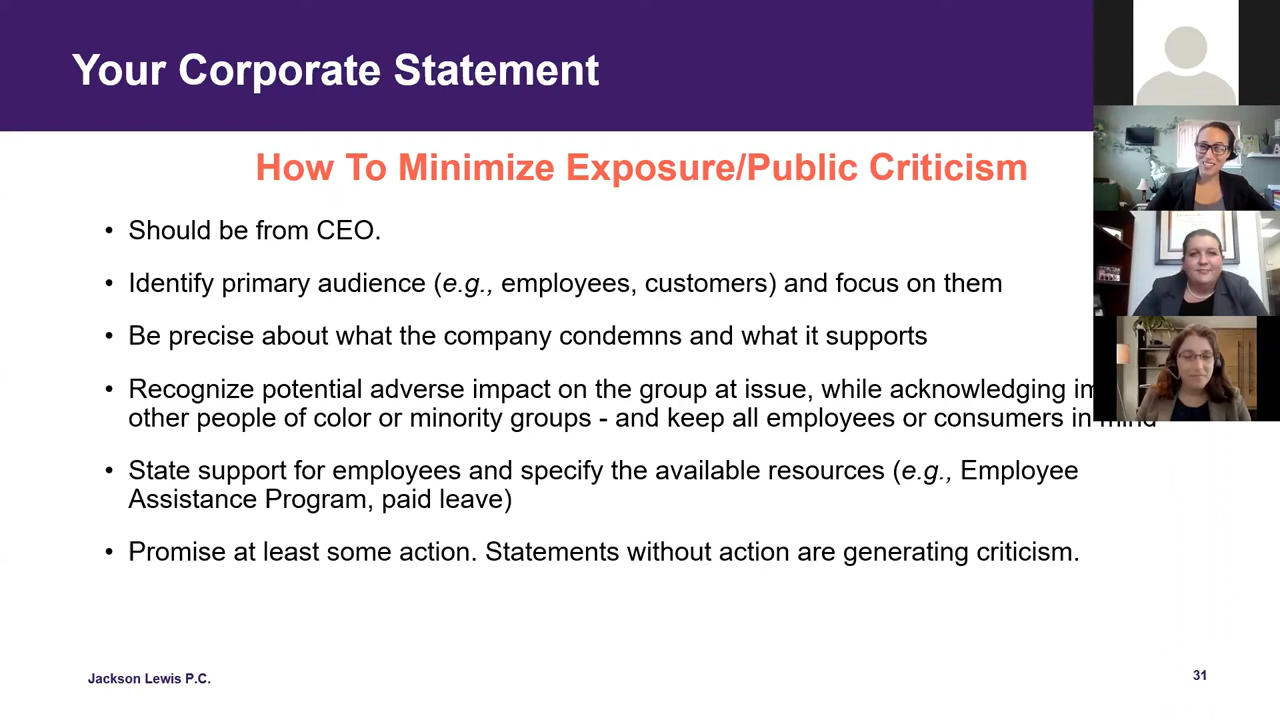 Your Corporate Statement
How To Minimize Exposure/Public Criticism
• Should be from CEO.
• Identify primary audience (e.g., employees, customers) and focus on them
• Be precise about what the company condemns and what it supports
• Recognize potential adverse impact on the group at issue, while acknowledging
other people of color or minority groups - and keep all employees or consumers in mind
• State support for employees and specify the available resources (e.g., Employee
Assistance Program, paid leave)
• Promise at least some action. Statements without action are generating criticism.
Jackson Lewis P.C.
31